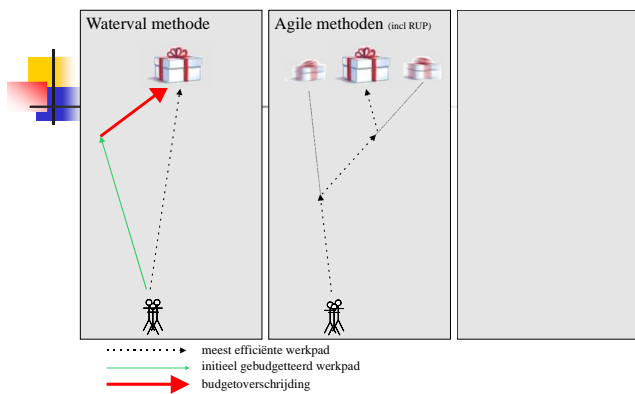 Waterval methode
Agile methoden (incl RUP)
meest efficiënte werkpad
initieel gebudgetteerd werkpad
budgetoverschrijding